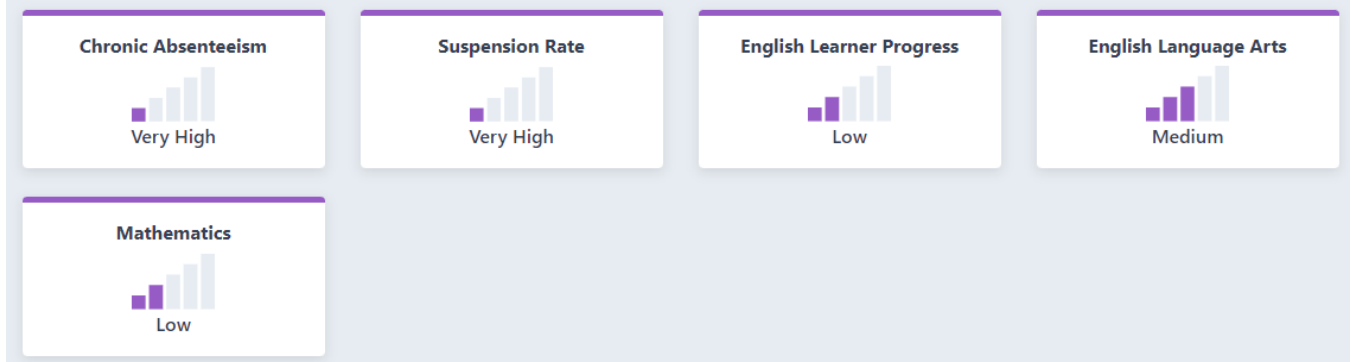 Chronic Absenteeism
Very High
Suspension Rate
Very High
English Learner Progress
Low
English Language Arts
Medium
Mathematics
Low